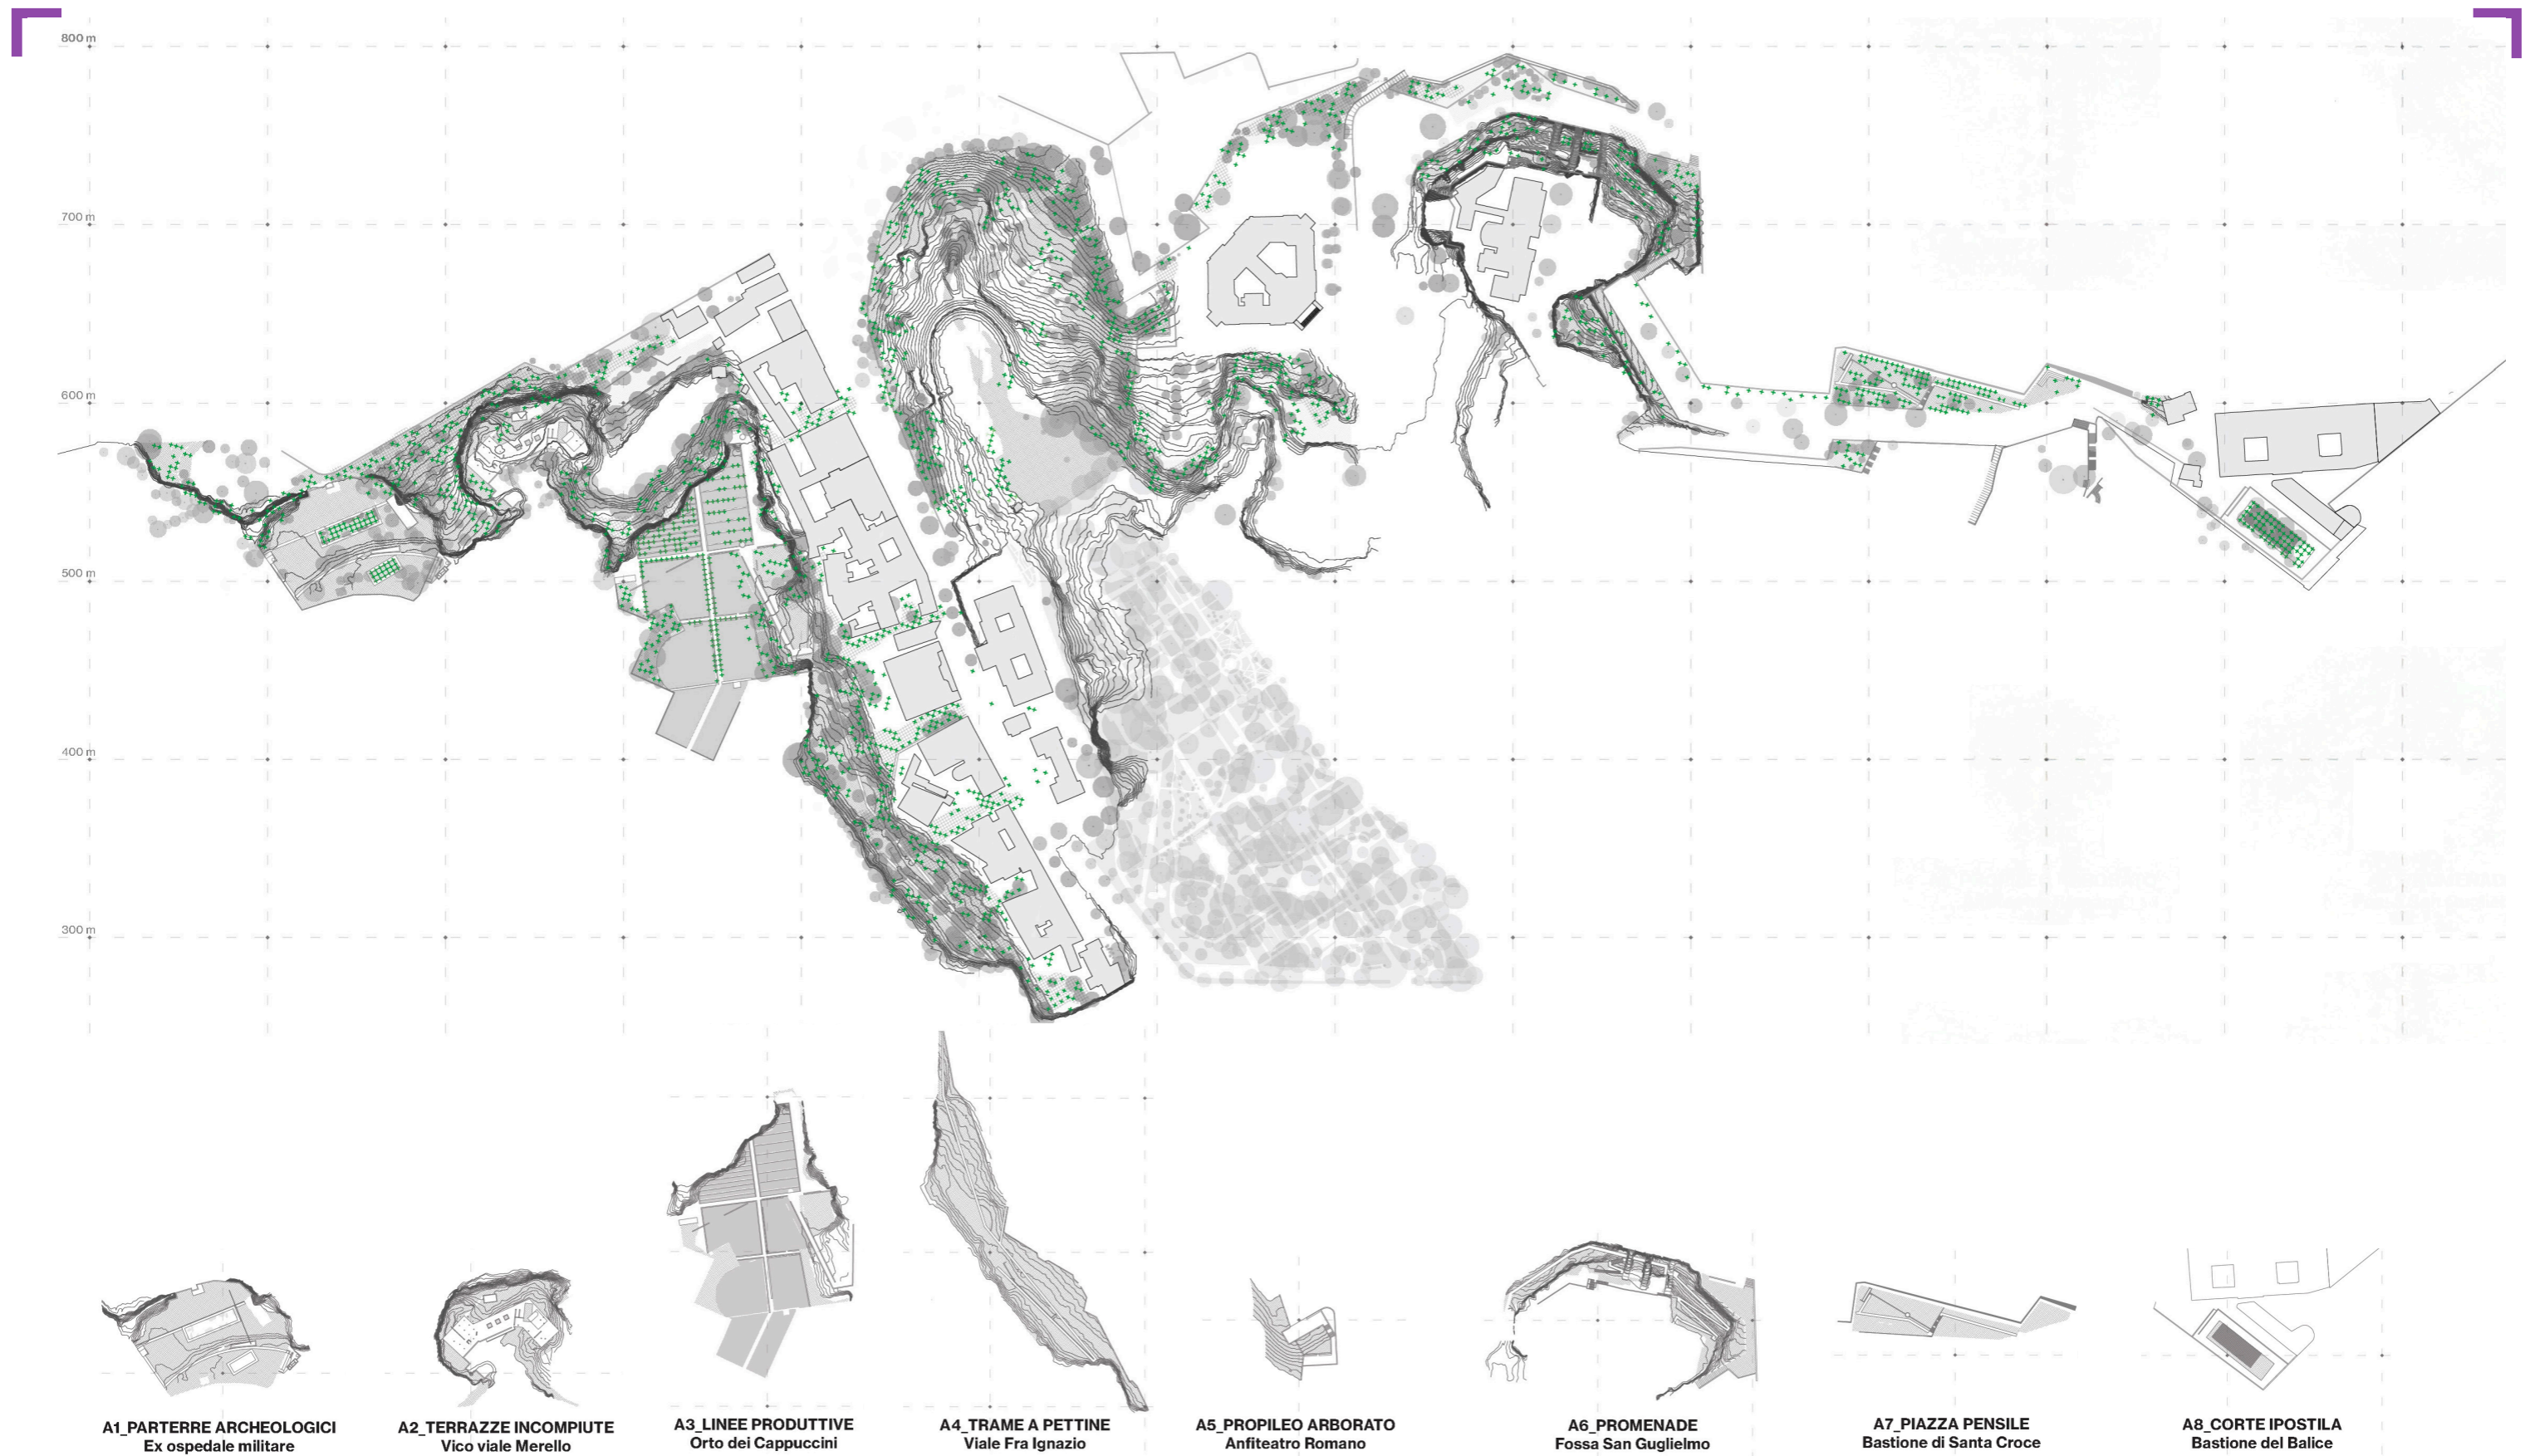 800 m
700 m
600 m
500 m
400 m
300 m
A1_PARTERRE ARCHEOLOGICI
Ex ospedale militare
A2_TERRAZZE INCOMPIUTE
Vico viale Merello
A3_LINEE PRODUTTIVE
Orto dei Cappuccini
A4_TRAME A PETTINE
Viale Fra Ignazio
A5_PROPILEO ARBORATO
Anfiteatro Romano
A6_PROMENADE
Fossa San Guglielmo
A7_PIAZZA PENSILE
Bastione di Santa Croce
A8_CORTE IPOSTILA
Bastione del Balice